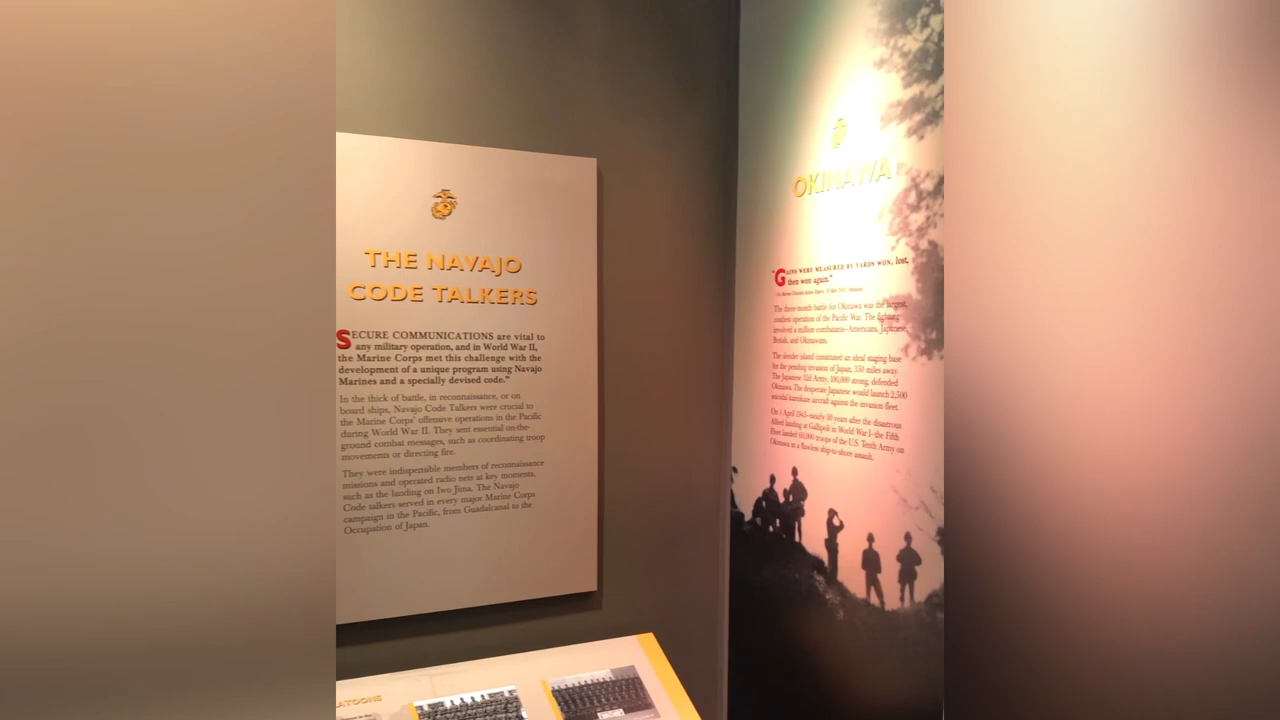 THE NAVAJO
CODE TALKERS
SECURE COMMUNICATIONS are vital to
any military operation, and in World War II,
the Marine Corps met this challenge with the
development of a unique program using Navajo
Marines and a specially devised code."
In the thick of battle, in reconnaissance, or on
board ships, Navajo Code Talkers were crucial to
the Marine Corps' offensive operations in the Pacific
during World War II. They sent essential on-the-
ground combat messages, such as coordinating troop
movements or directing fire.
They were indispensible members of reconnaissance
missions and operated radio nets at key moments,
such as the landing on Iwo Jima. The Navajo
Code talkers served in every major Marine Corps
campaign in the Pacific, from Guadalcanal to the
Occupation of Japan.
OKINAWA
"GAINS WERE MEASURED BY YARDS WON, lost,
then won again."
The three-month battle for Okinawa was the largest,
costliest operation of the Pacific War. The fighting
involved a million combatants–Americans, Japanese,
British, and Okinawans.
The slender island constituted an ideal staging base
for the pending invasion of Japan, 350 miles away.
The Japanese 32d Army, 100,000 strong, defended
Okinawa. The desperate Japanese would launch 2,500
suicidal kamikaze aircraft against the invasion fleet.
On 1 April 1945–nearly 30 years after the disastrous
Allied landing at Gallipoli in World War I–the Fifth
Fleet landed 60,000 troops of the U.S. Tenth Army on
Okinawa in a flawless ship-to-shore assault.
LATOONS